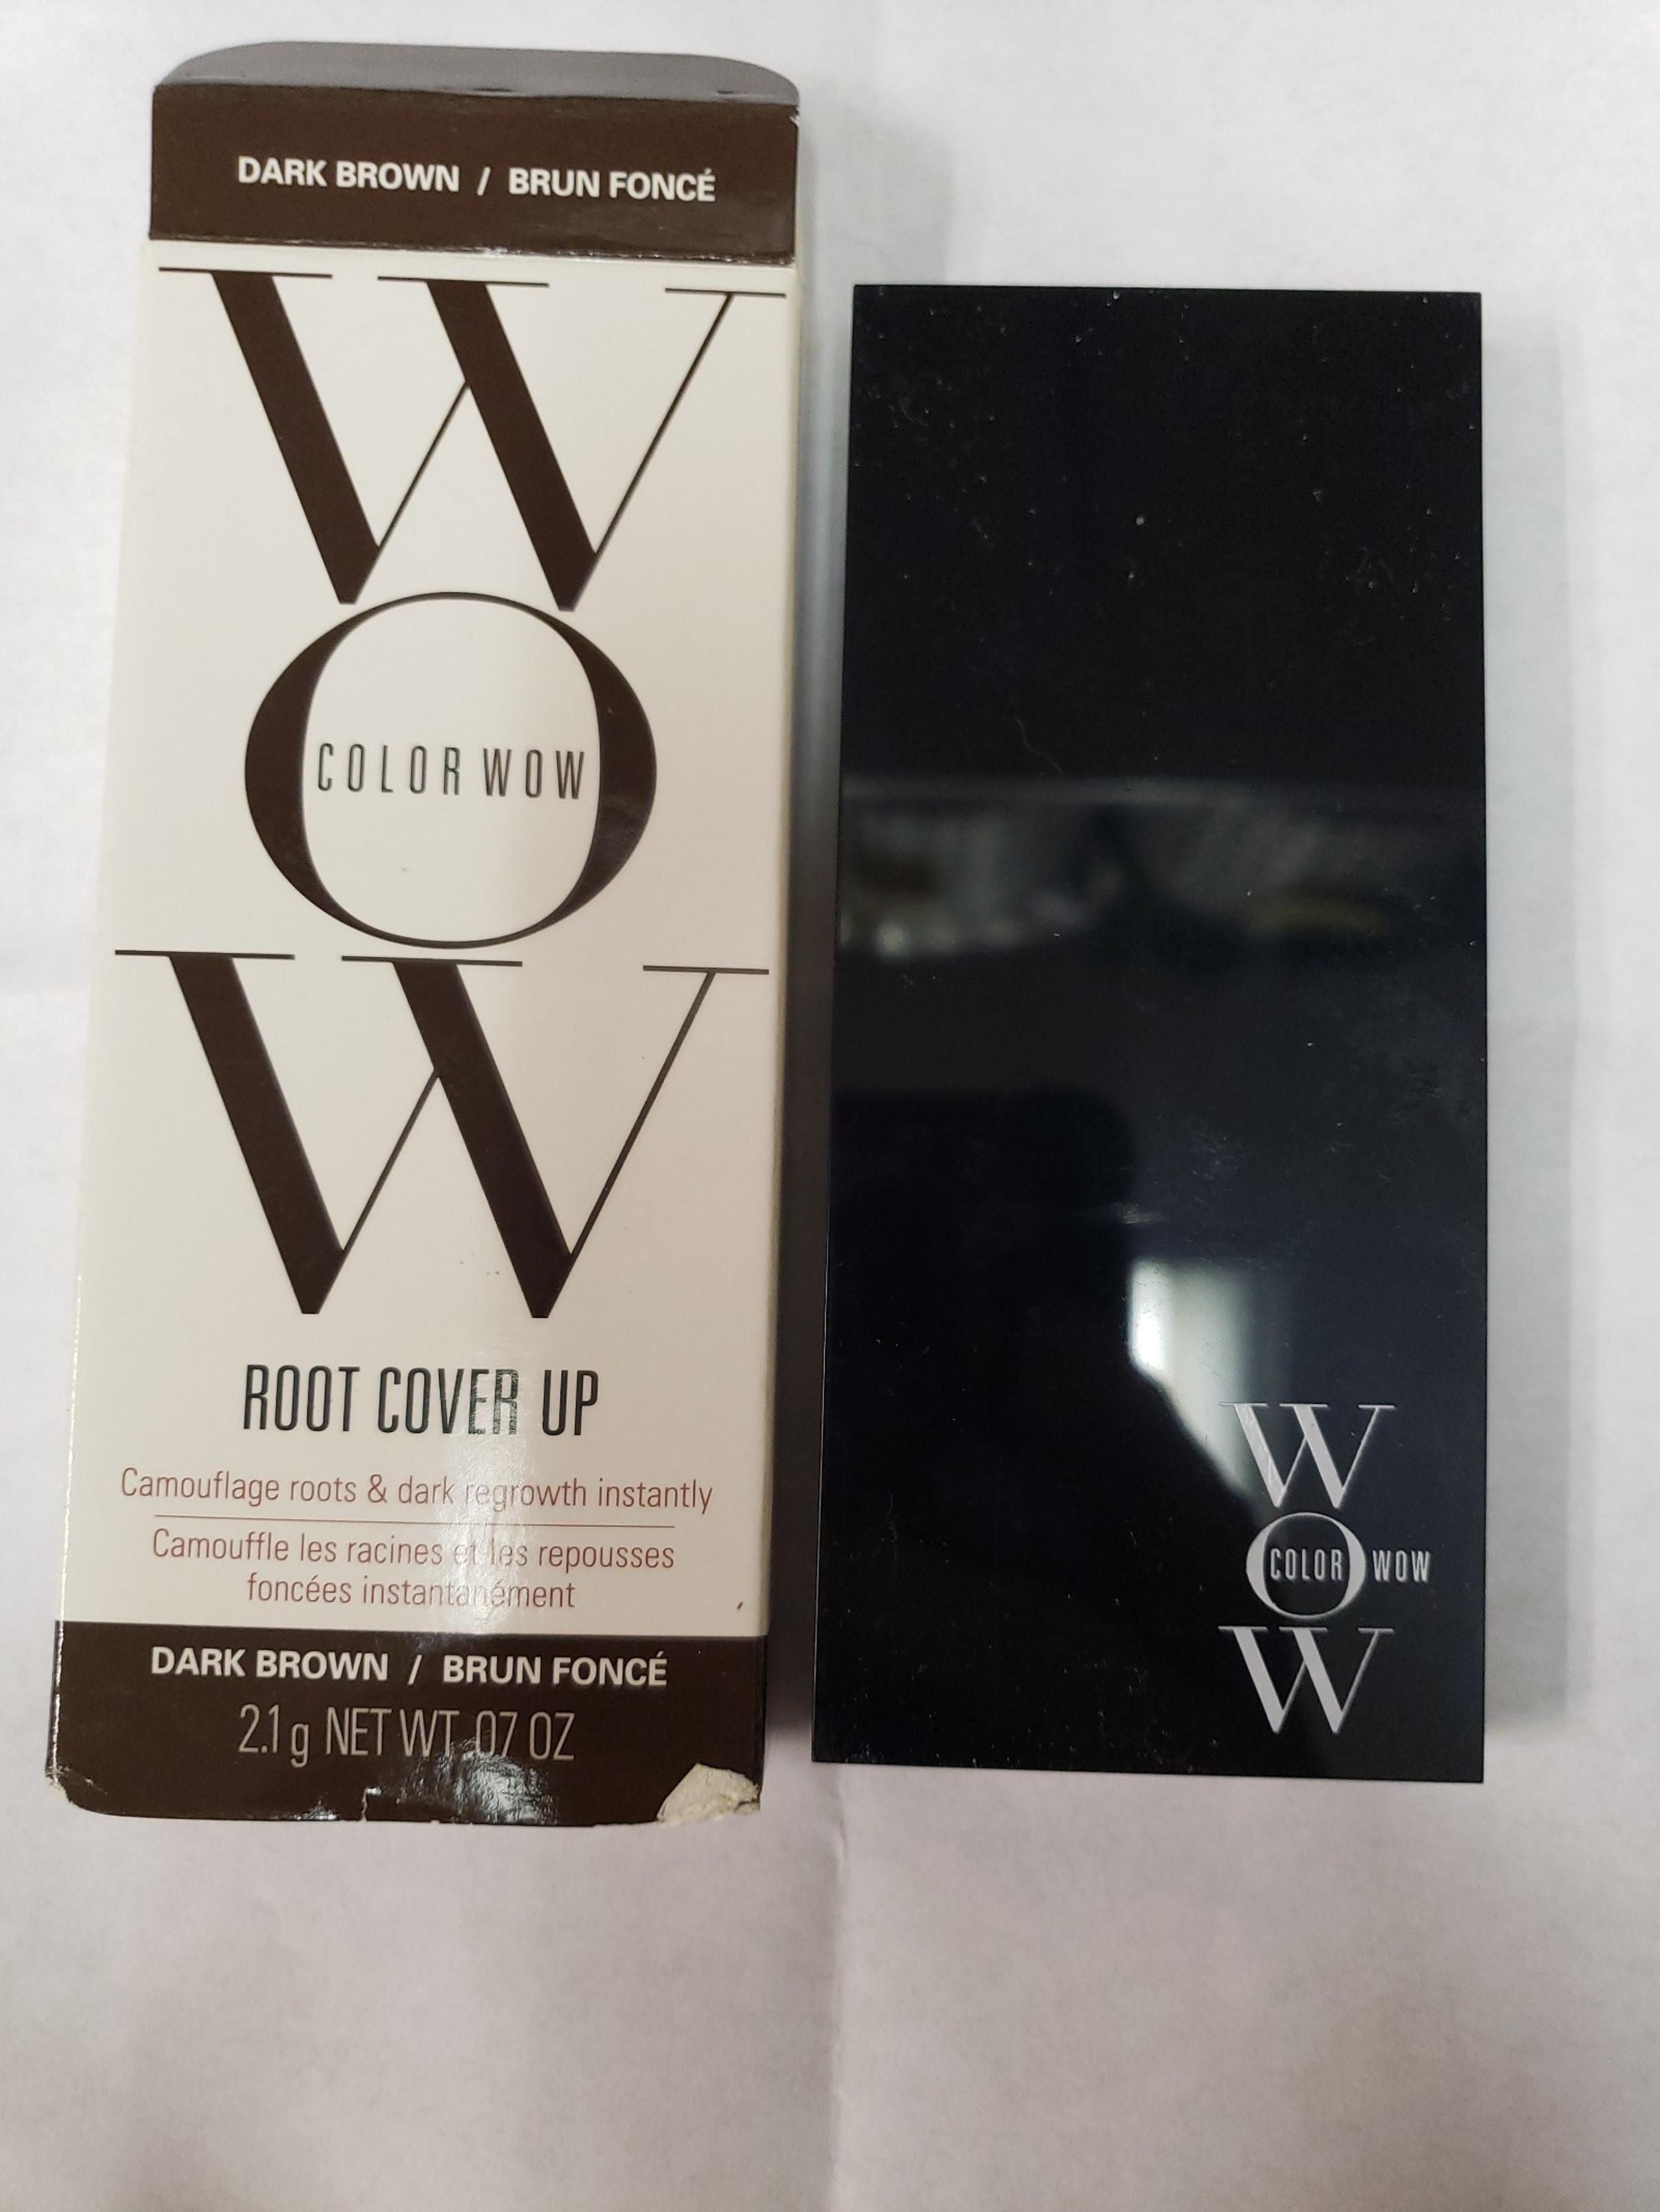 DARK BROWN / BRUN FONCÉ
W
O
COLOR WOW
W
ROOT COVER UP
Camouflage roots & dark regrowth instantly
Camouffle les racines et les repousses
foncées instantanément
DARK BROWN / BRUN FONCÉ
2.1 g NET WT .07 OZ
W
O
COLOR WOW
W